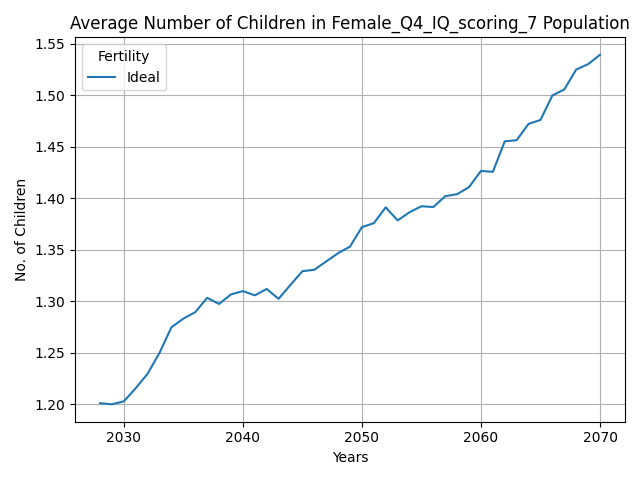 Average Number of Children in Female_Q4_IQ_scoring_7 Population
1.55
1.50
1.45
1.40
1.35
1.30
1.25
1.20
No. of Children
Fertility
Ideal
2030 2040 2050 2060 2070
Years